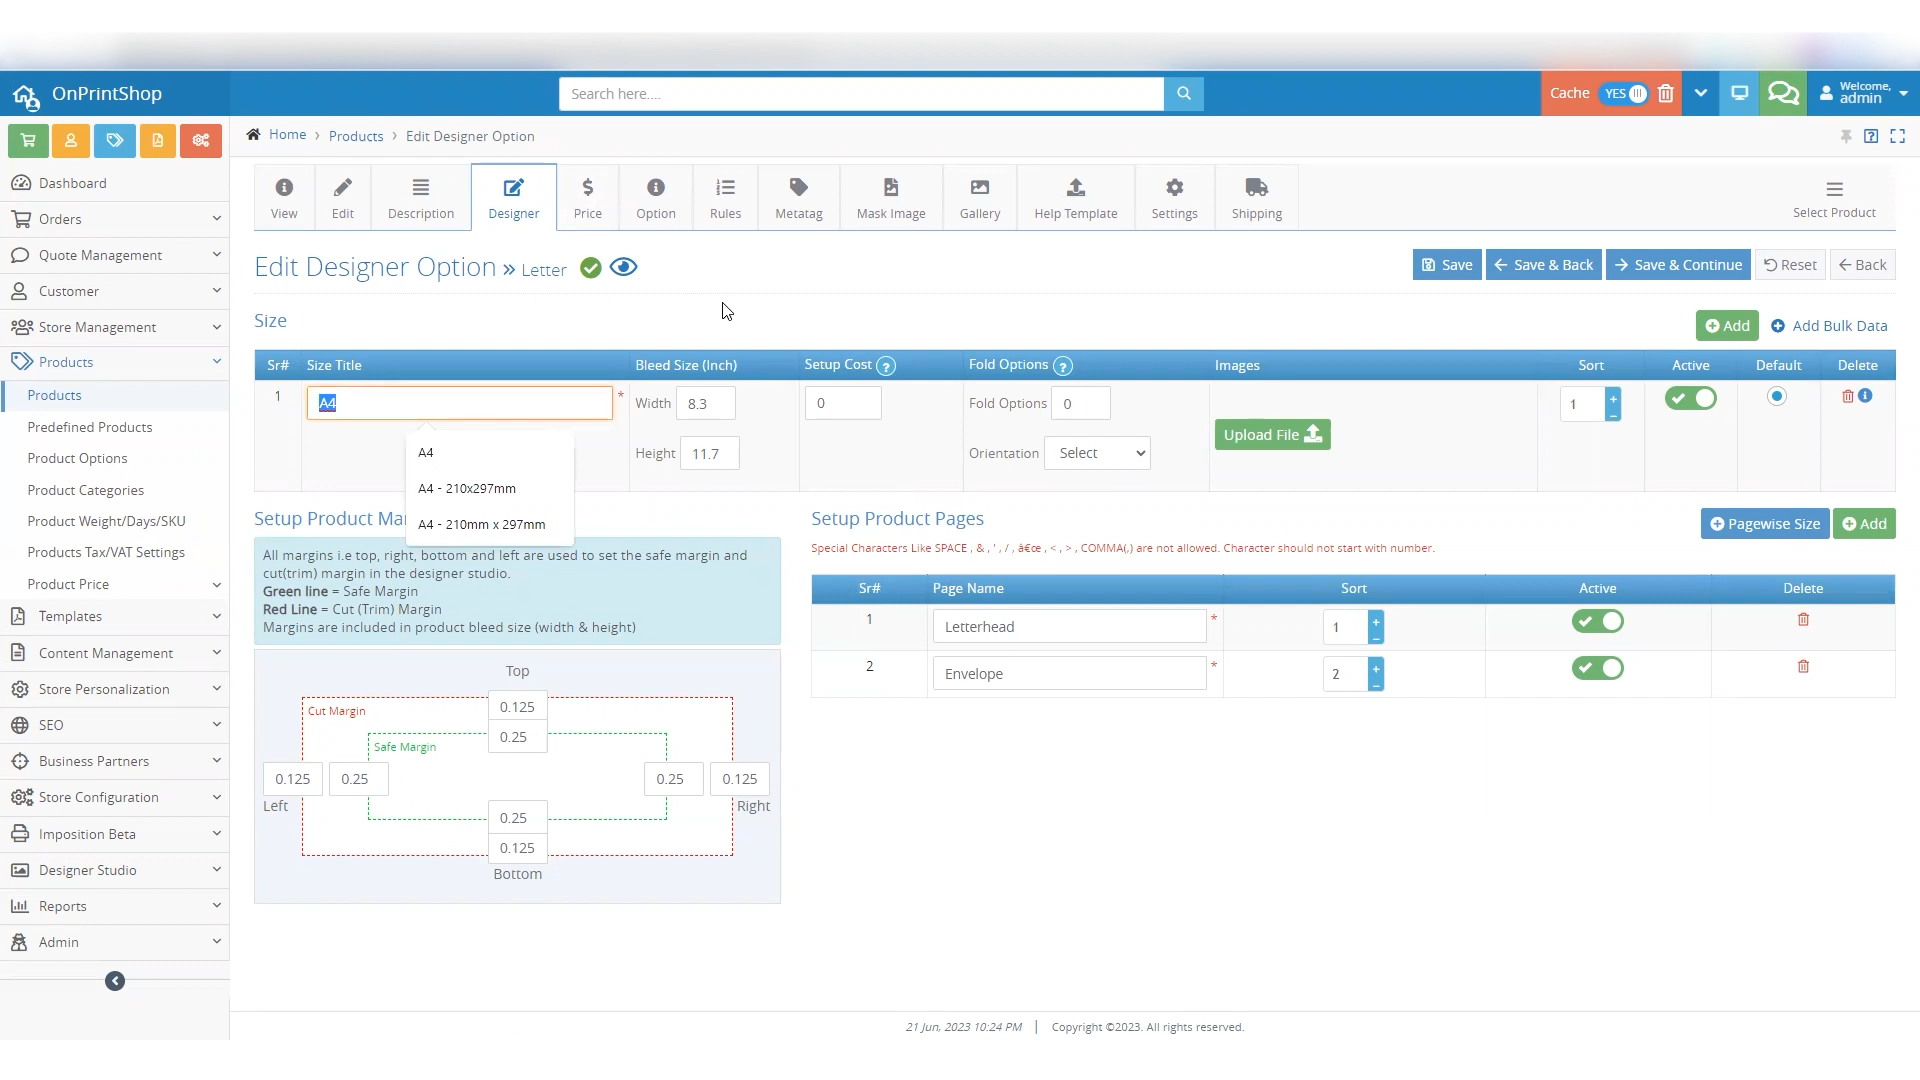 OnPrintShop
Search here....
Cache YES
Welcome, admin
Home › Products › Edit Designer Option
Dashboard
Orders
Quote Management
Customer
Store Management
Products
Products
Predefined Products
Product Options
Product Categories
Product Weight/Days/SKU
Products Tax/VAT Settings
Product Price
Templates
Content Management
Store Personalization
SEO
Business Partners
Store Configuration
Imposition Beta
Designer Studio
Reports
Admin
View Edit Description Designer Price Option Rules Metatag Mask Image Gallery Help Template Settings Shipping Select Product
Edit Designer Option » Letter
Save Save & Back Save & Continue Reset Back
Size
Add Add Bulk Data
Sr# Size Title Bleed Size (Inch) Setup Cost ? Fold Options ? Images Sort Active Default Delete
1 A4 * Width 8.3 0 Fold Options 0 Upload File 1
Height 11.7 Orientation Select
A4
A4 - 210x297mm
A4 - 210mm x 297mm
Setup Product Mar
All margins i.e top, right, bottom and left are used to set the safe margin and
cut(trim) margin in the designer studio.
Green line = Safe Margin
Red Line = Cut (Trim) Margin
Margins are included in product bleed size (width & height)
Top
Cut Margin 0.125
Safe Margin 0.25
0.125 0.25 0.25 0.125
Left Right
0.25
0.125
Bottom
Setup Product Pages
Pagewise Size Add
Special Characters Like SPACE , & , ' , / , â€œ , < , > , COMMA(,) are not allowed. Character should not start with number.
Sr# Page Name Sort Active Delete
1 Letterhead * 1
2 Envelope * 2
21 Jun, 2023 10:24 PM | Copyright ©2023. All rights reserved.